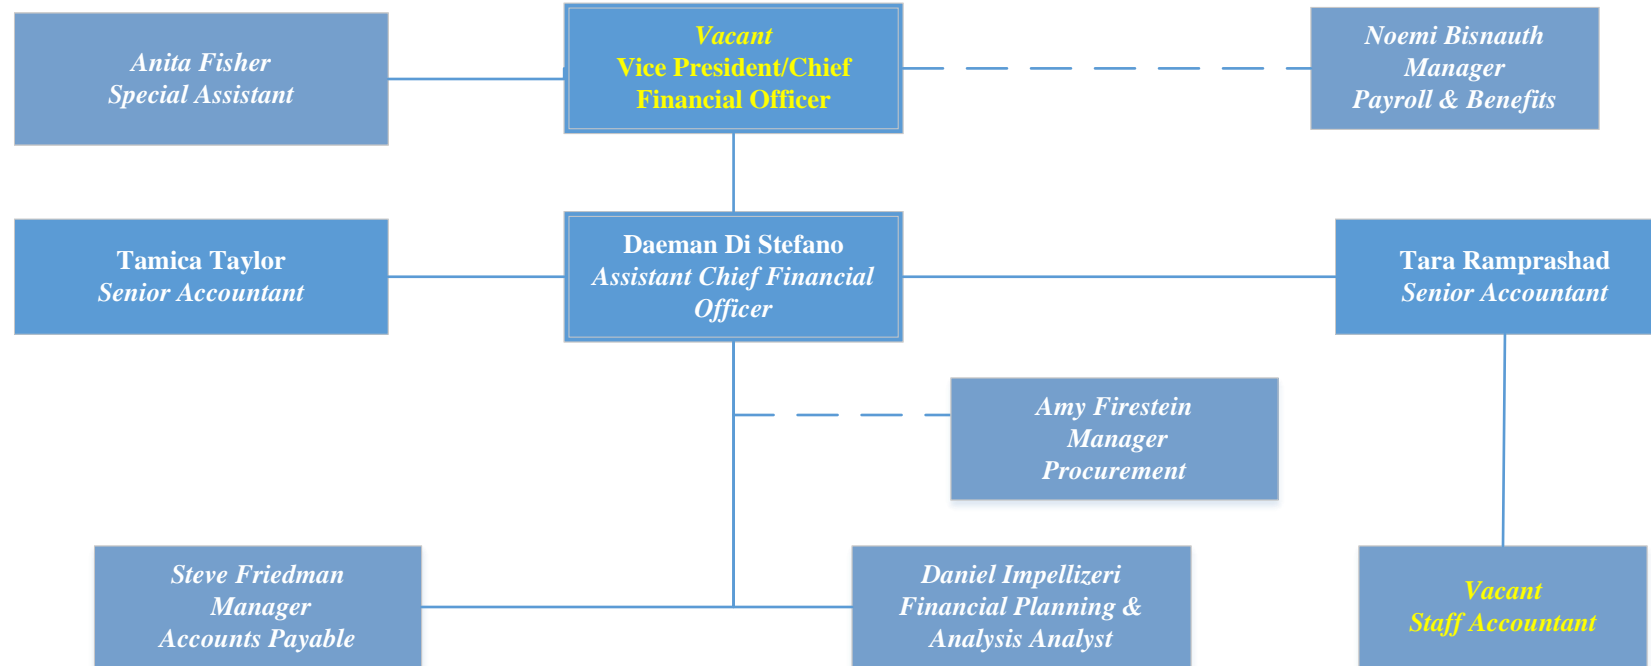 Anita Fisher
Special Assistant
Vacant
Vice President/Chief
Financial Officer
Noemi Bisnauth
Manager
Payroll & Benefits
Tamica Taylor
Senior Accountant
Daeman Di Stefano
Assistant Chief Financial
Officer
Tara Ramprashad
Senior Accountant
Amy Firestein
Manager
Procurement
Steve Friedman
Manager
Accounts Payable
Daniel Impellizeri
Financial Planning &
Analysis Analyst
Vacant
Staff Accountant